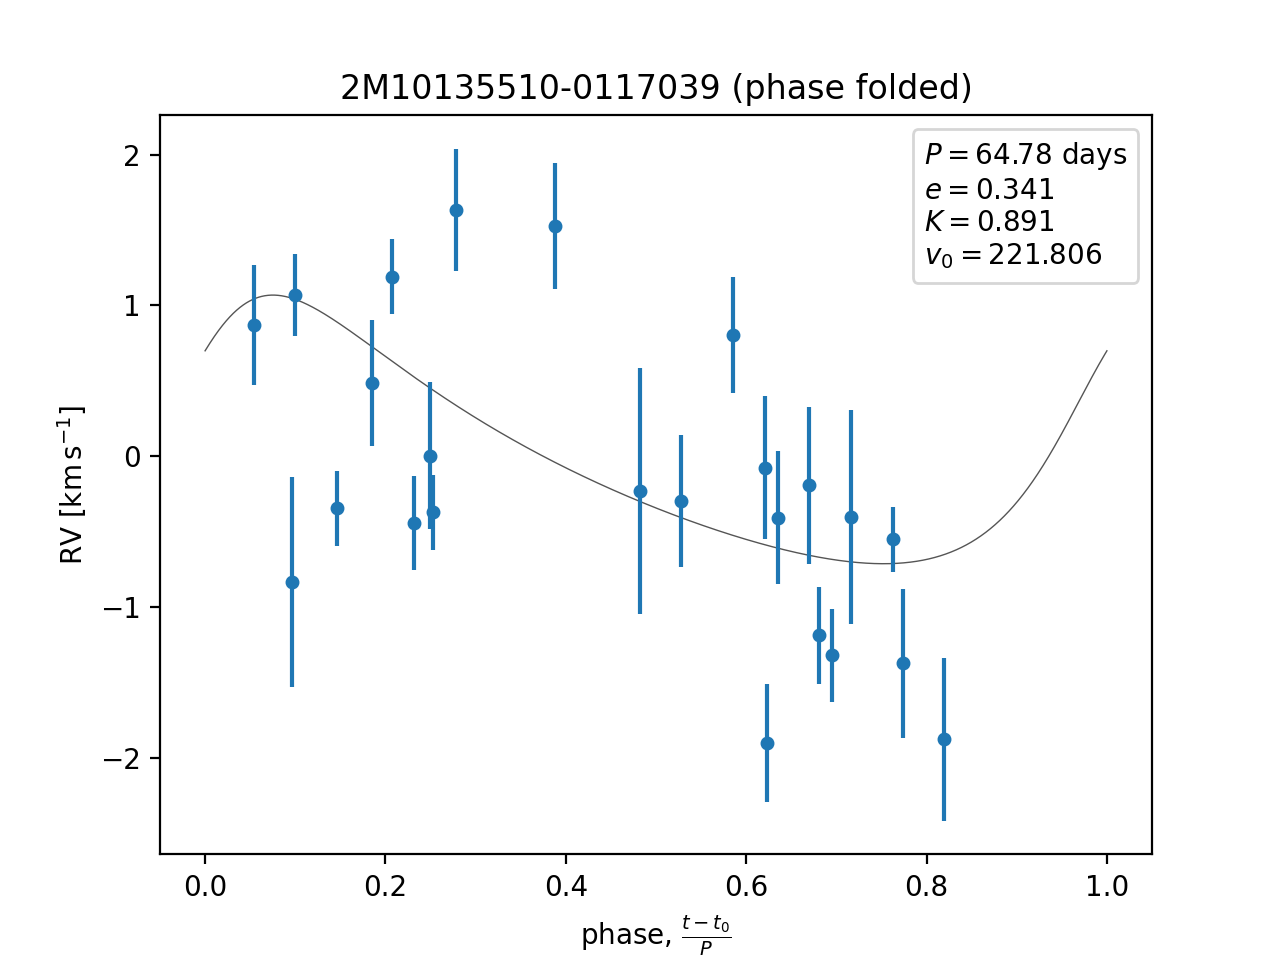 2M10135510-0117039 (phase folded)
P = 64.78 days
e = 0.341
K = 0.891
v₀ = 221.806
2
1
0
−1
−2
RV [km s⁻¹]
0.0 0.2 0.4 0.6 0.8 1.0
phase, (t − t₀)/P